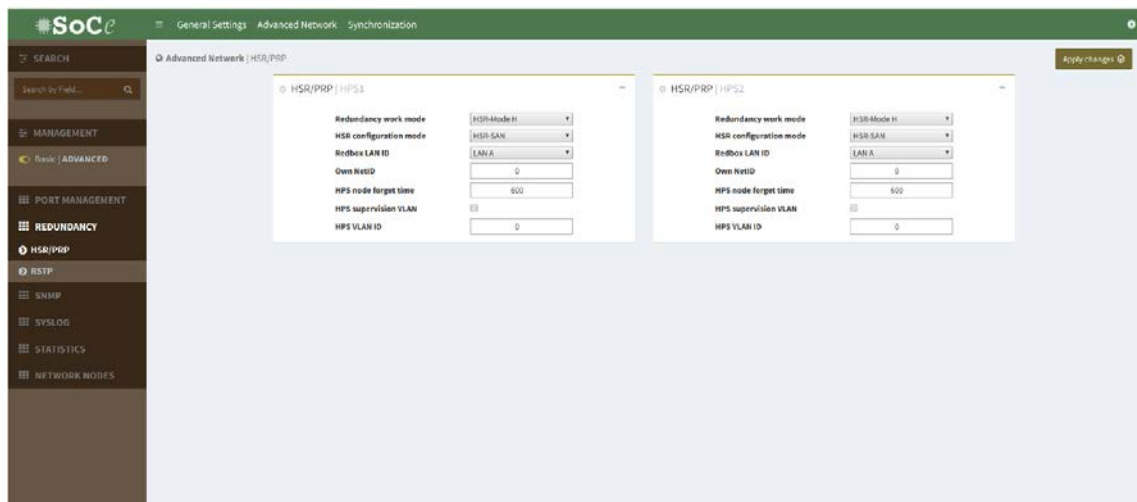 SoCe
General Settings Advanced Network Synchronization
SEARCH
Search by Field...
MANAGEMENT
Basic | ADVANCED
PORT MANAGEMENT
REDUNDANCY
HSR/PRP
RSTP
SNMP
SYSLOG
STATISTICS
NETWORK NODES
Advanced Network | HSR/PRP
Apply changes
HSR/PRP | HPS1
Redundancy work mode HSR-Mode H
HSR configuration mode HSR-SAN
Redbox LAN ID LAN A
Own NetID 0
HPS node forget time 600
HPS supervision VLAN
HPS VLAN ID 0
HSR/PRP | HPS2
Redundancy work mode HSR-Mode H
HSR configuration mode HSR-SAN
Redbox LAN ID LAN A
Own NetID 0
HPS node forget time 600
HPS supervision VLAN
HPS VLAN ID 0